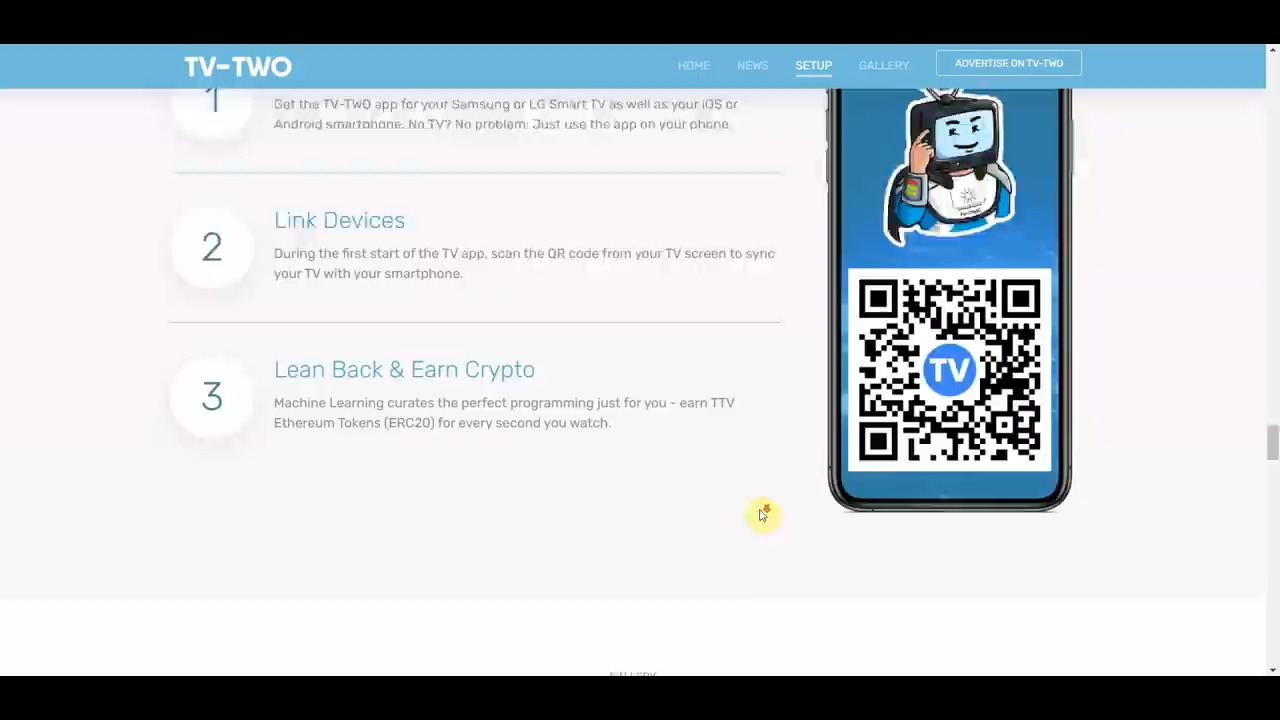 TV-TWO
HOME NEWS SETUP GALLERY ADVERTISE ON TV-TWO
1
Get the TV-TWO app for your Samsung or LG Smart TV as well as your iOS or
Android smartphone. No TV? No problem: Just use the app on your phone.
2
Link Devices
During the first start of the TV app, scan the QR code from your TV screen to sync
your TV with your smartphone.
3
Lean Back & Earn Crypto
Machine Learning curates the perfect programming just for you - earn TTV
Ethereum Tokens (ERC20) for every second you watch.
TV